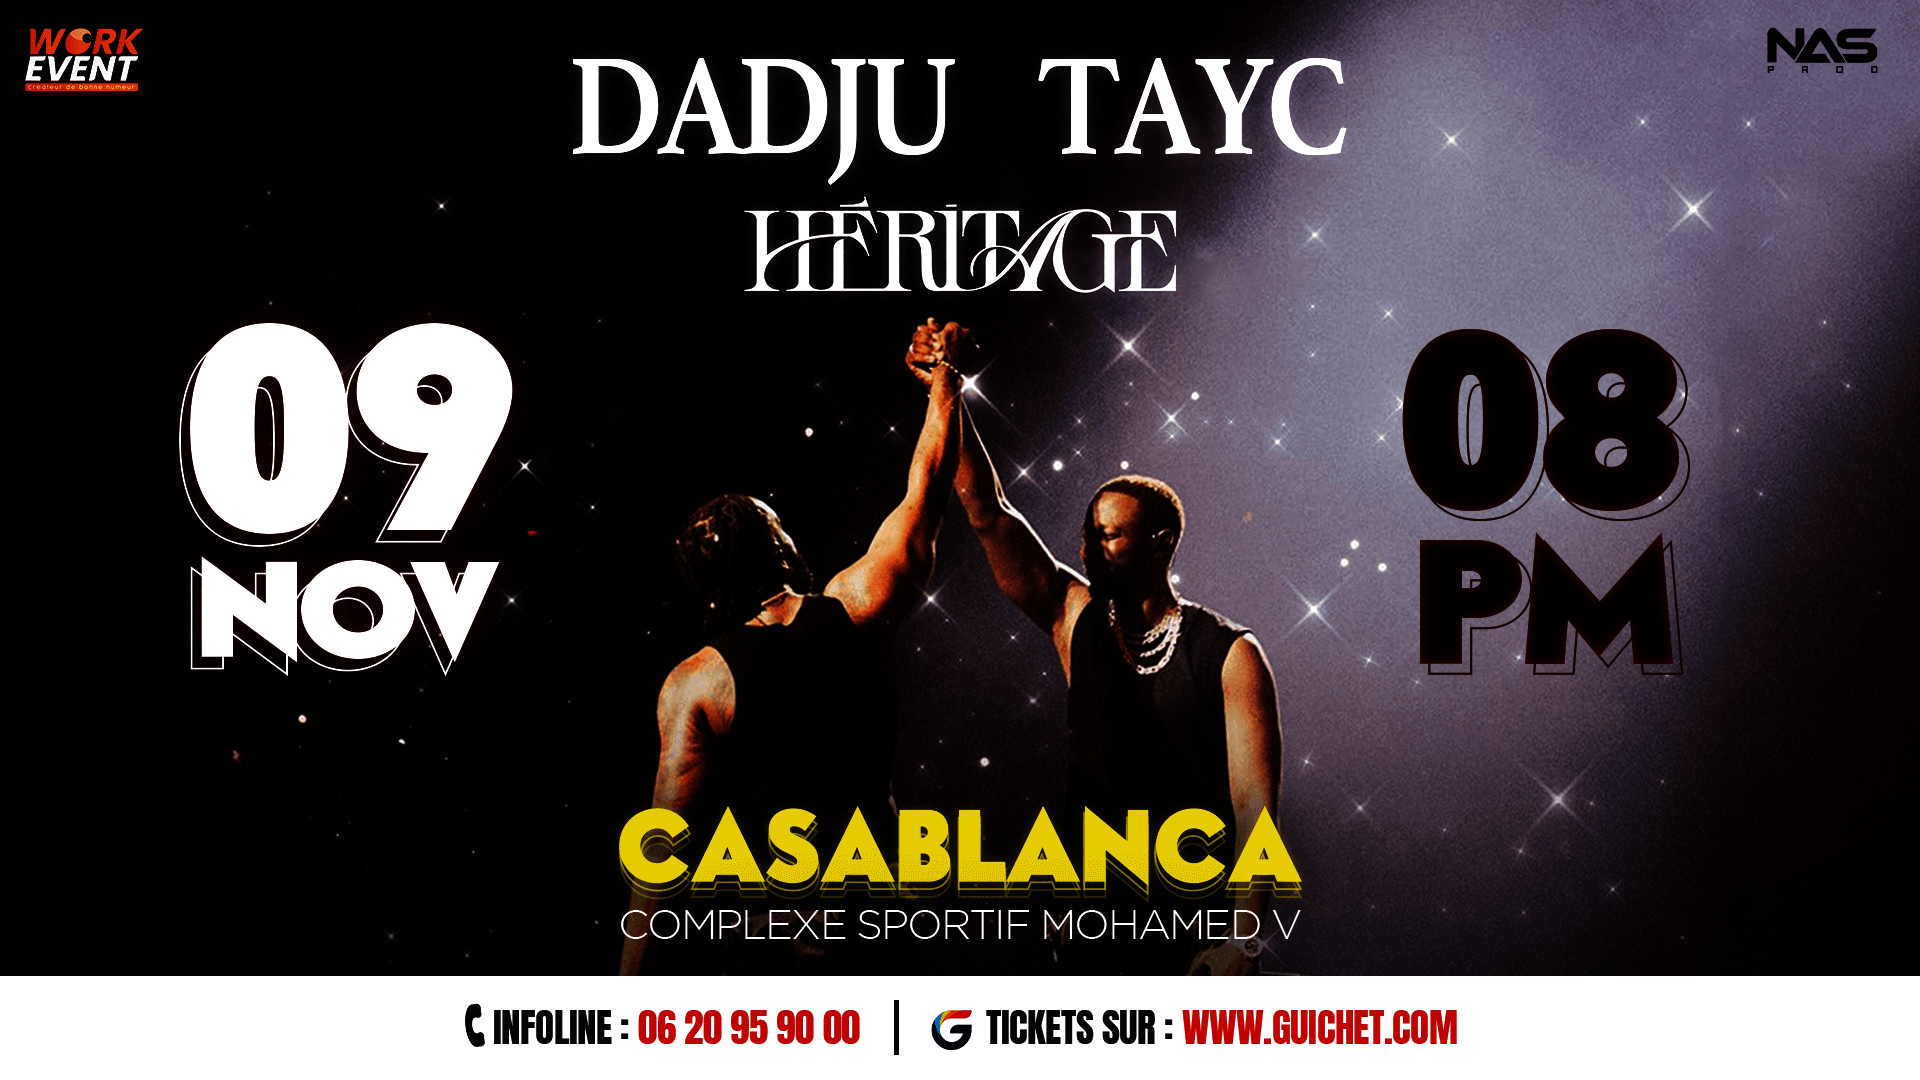 WORK
EVENT
Créateur de bonne humeur
NAS
PROD
DADJU TAYC
HÉRITAGE
09
NOV
08
PM
CASABLANCA
COMPLEXE SPORTIF MOHAMED V
INFOLINE : 06 20 95 90 00 | TICKETS SUR : WWW.GUICHET.COM